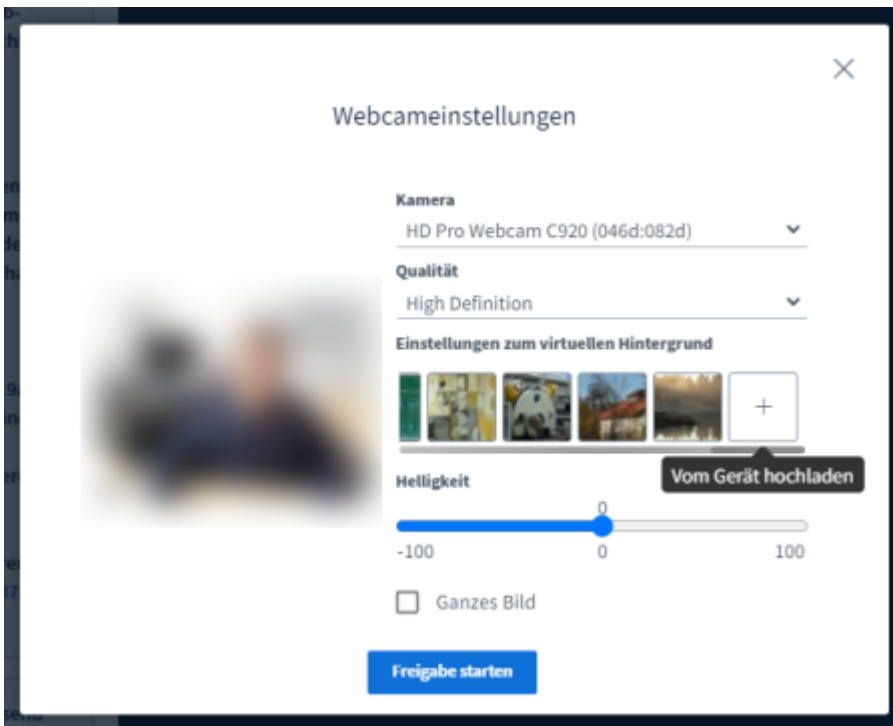 Webcameinstellungen
Kamera
HD Pro Webcam C920 (046d:082d)
Qualität
High Definition
Einstellungen zum virtuellen Hintergrund
+
Vom Gerät hochladen
Helligkeit
0
-100 0 100
Ganzes Bild
Freigabe starten